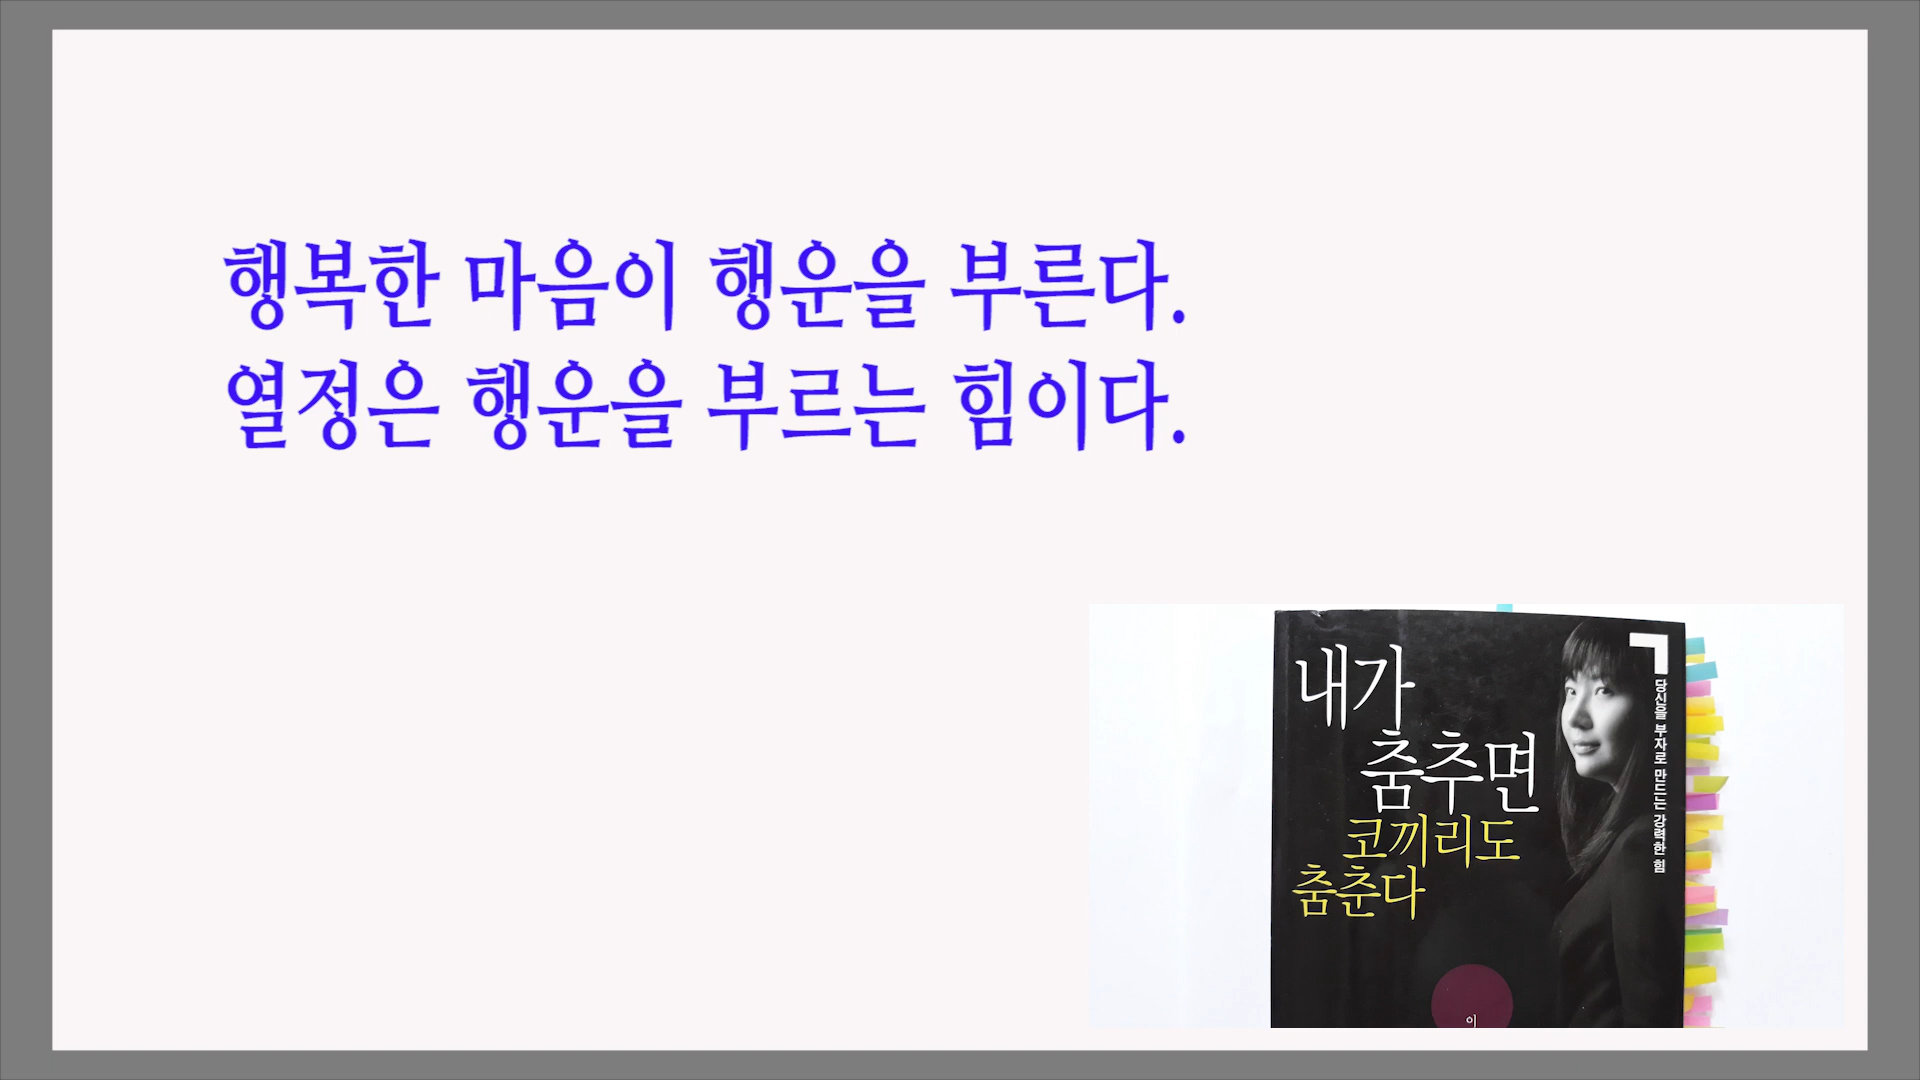 행복한 마음이 행운을 부른다.
열정은 행운을 부르는 힘이다.
내가
춤추면
코끼리도
춤춘다
당신을 부자로 만드는 강력한 힘
이